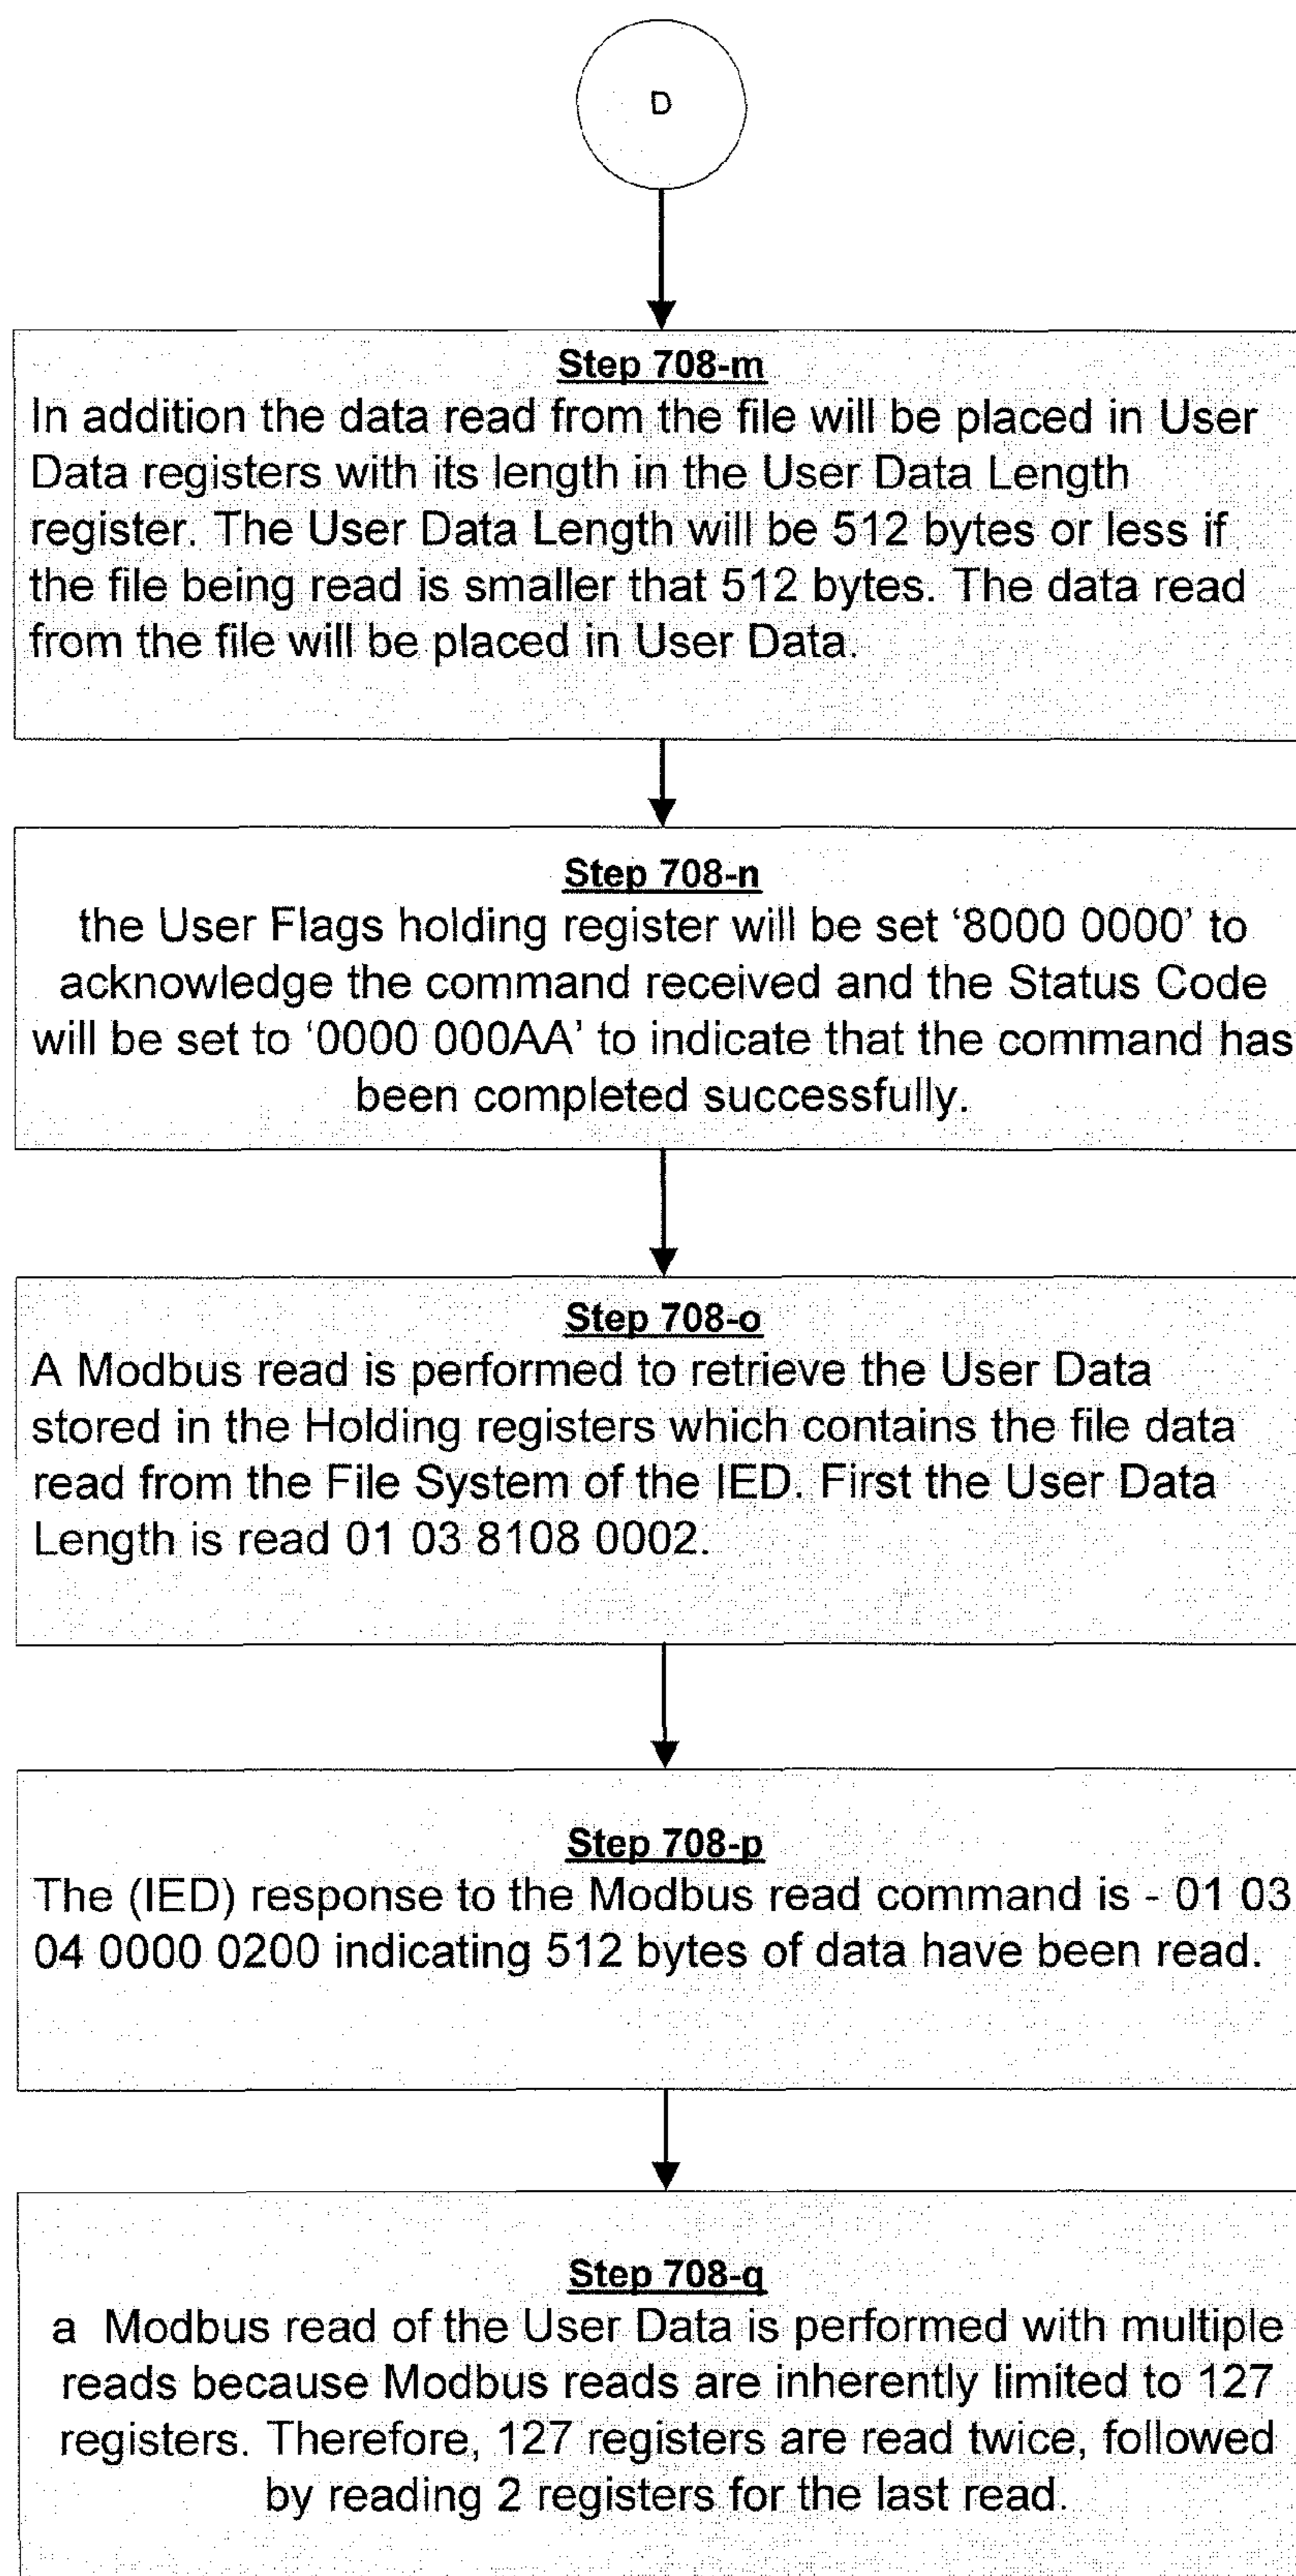 D
Step 708-m
In addition the data read from the file will be placed in User
Data registers with its length in the User Data Length
register. The User Data Length will be 512 bytes or less if
the file being read is smaller that 512 bytes. The data read
from the file will be placed in User Data.
Step 708-n
the User Flags holding register will be set ‘8000 0000’ to
acknowledge the command received and the Status Code
will be set to ‘0000 000AA’ to indicate that the command has
been completed successfully.
Step 708-o
A Modbus read is performed to retrieve the User Data
stored in the Holding registers which contains the file data
read from the File System of the IED. First the User Data
Length is read 01 03 8108 0002.
Step 708-p
The (IED) response to the Modbus read command is - 01 03
04 0000 0200 indicating 512 bytes of data have been read.
Step 708-q
a Modbus read of the User Data is performed with multiple
reads because Modbus reads are inherently limited to 127
registers. Therefore, 127 registers are read twice, followed
by reading 2 registers for the last read.